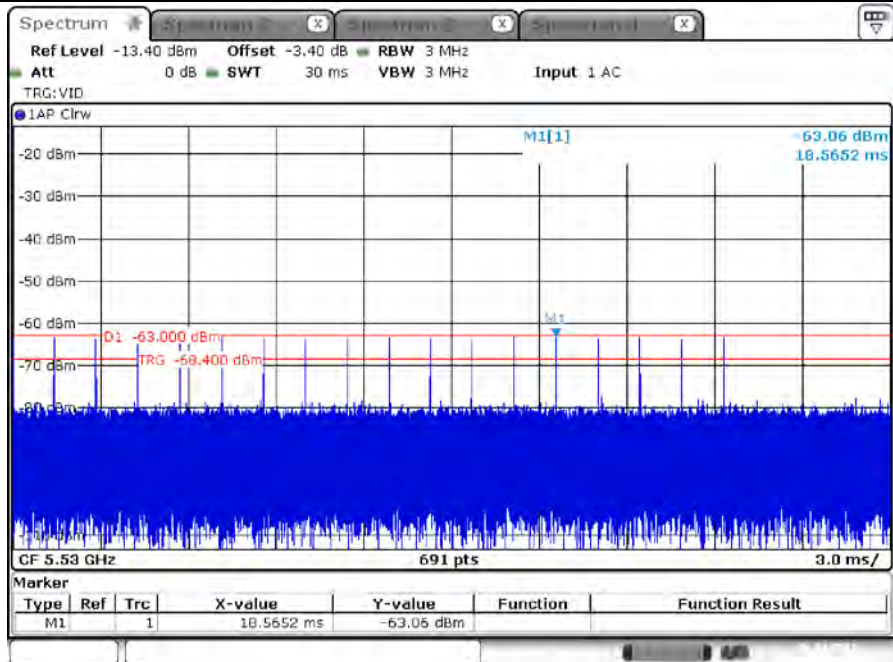 Spectrum
Ref Level -13.40 dBm Offset -3.40 dB RBW 3 MHz
Att 0 dB SWT 30 ms VBW 3 MHz Input 1 AC
TRG:VID
1AP Clrw
M1[1] -63.06 dBm
18.5652 ms
-20 dBm
-30 dBm
-40 dBm
-50 dBm
-60 dBm
M1
D1 -63.000 dBm
TRG -68.400 dBm
-70 dBm
CF 5.53 GHz 691 pts 3.0 ms/
Marker
Type Ref Trc X-value Y-value Function Function Result
M1 1 18.5652 ms -63.06 dBm